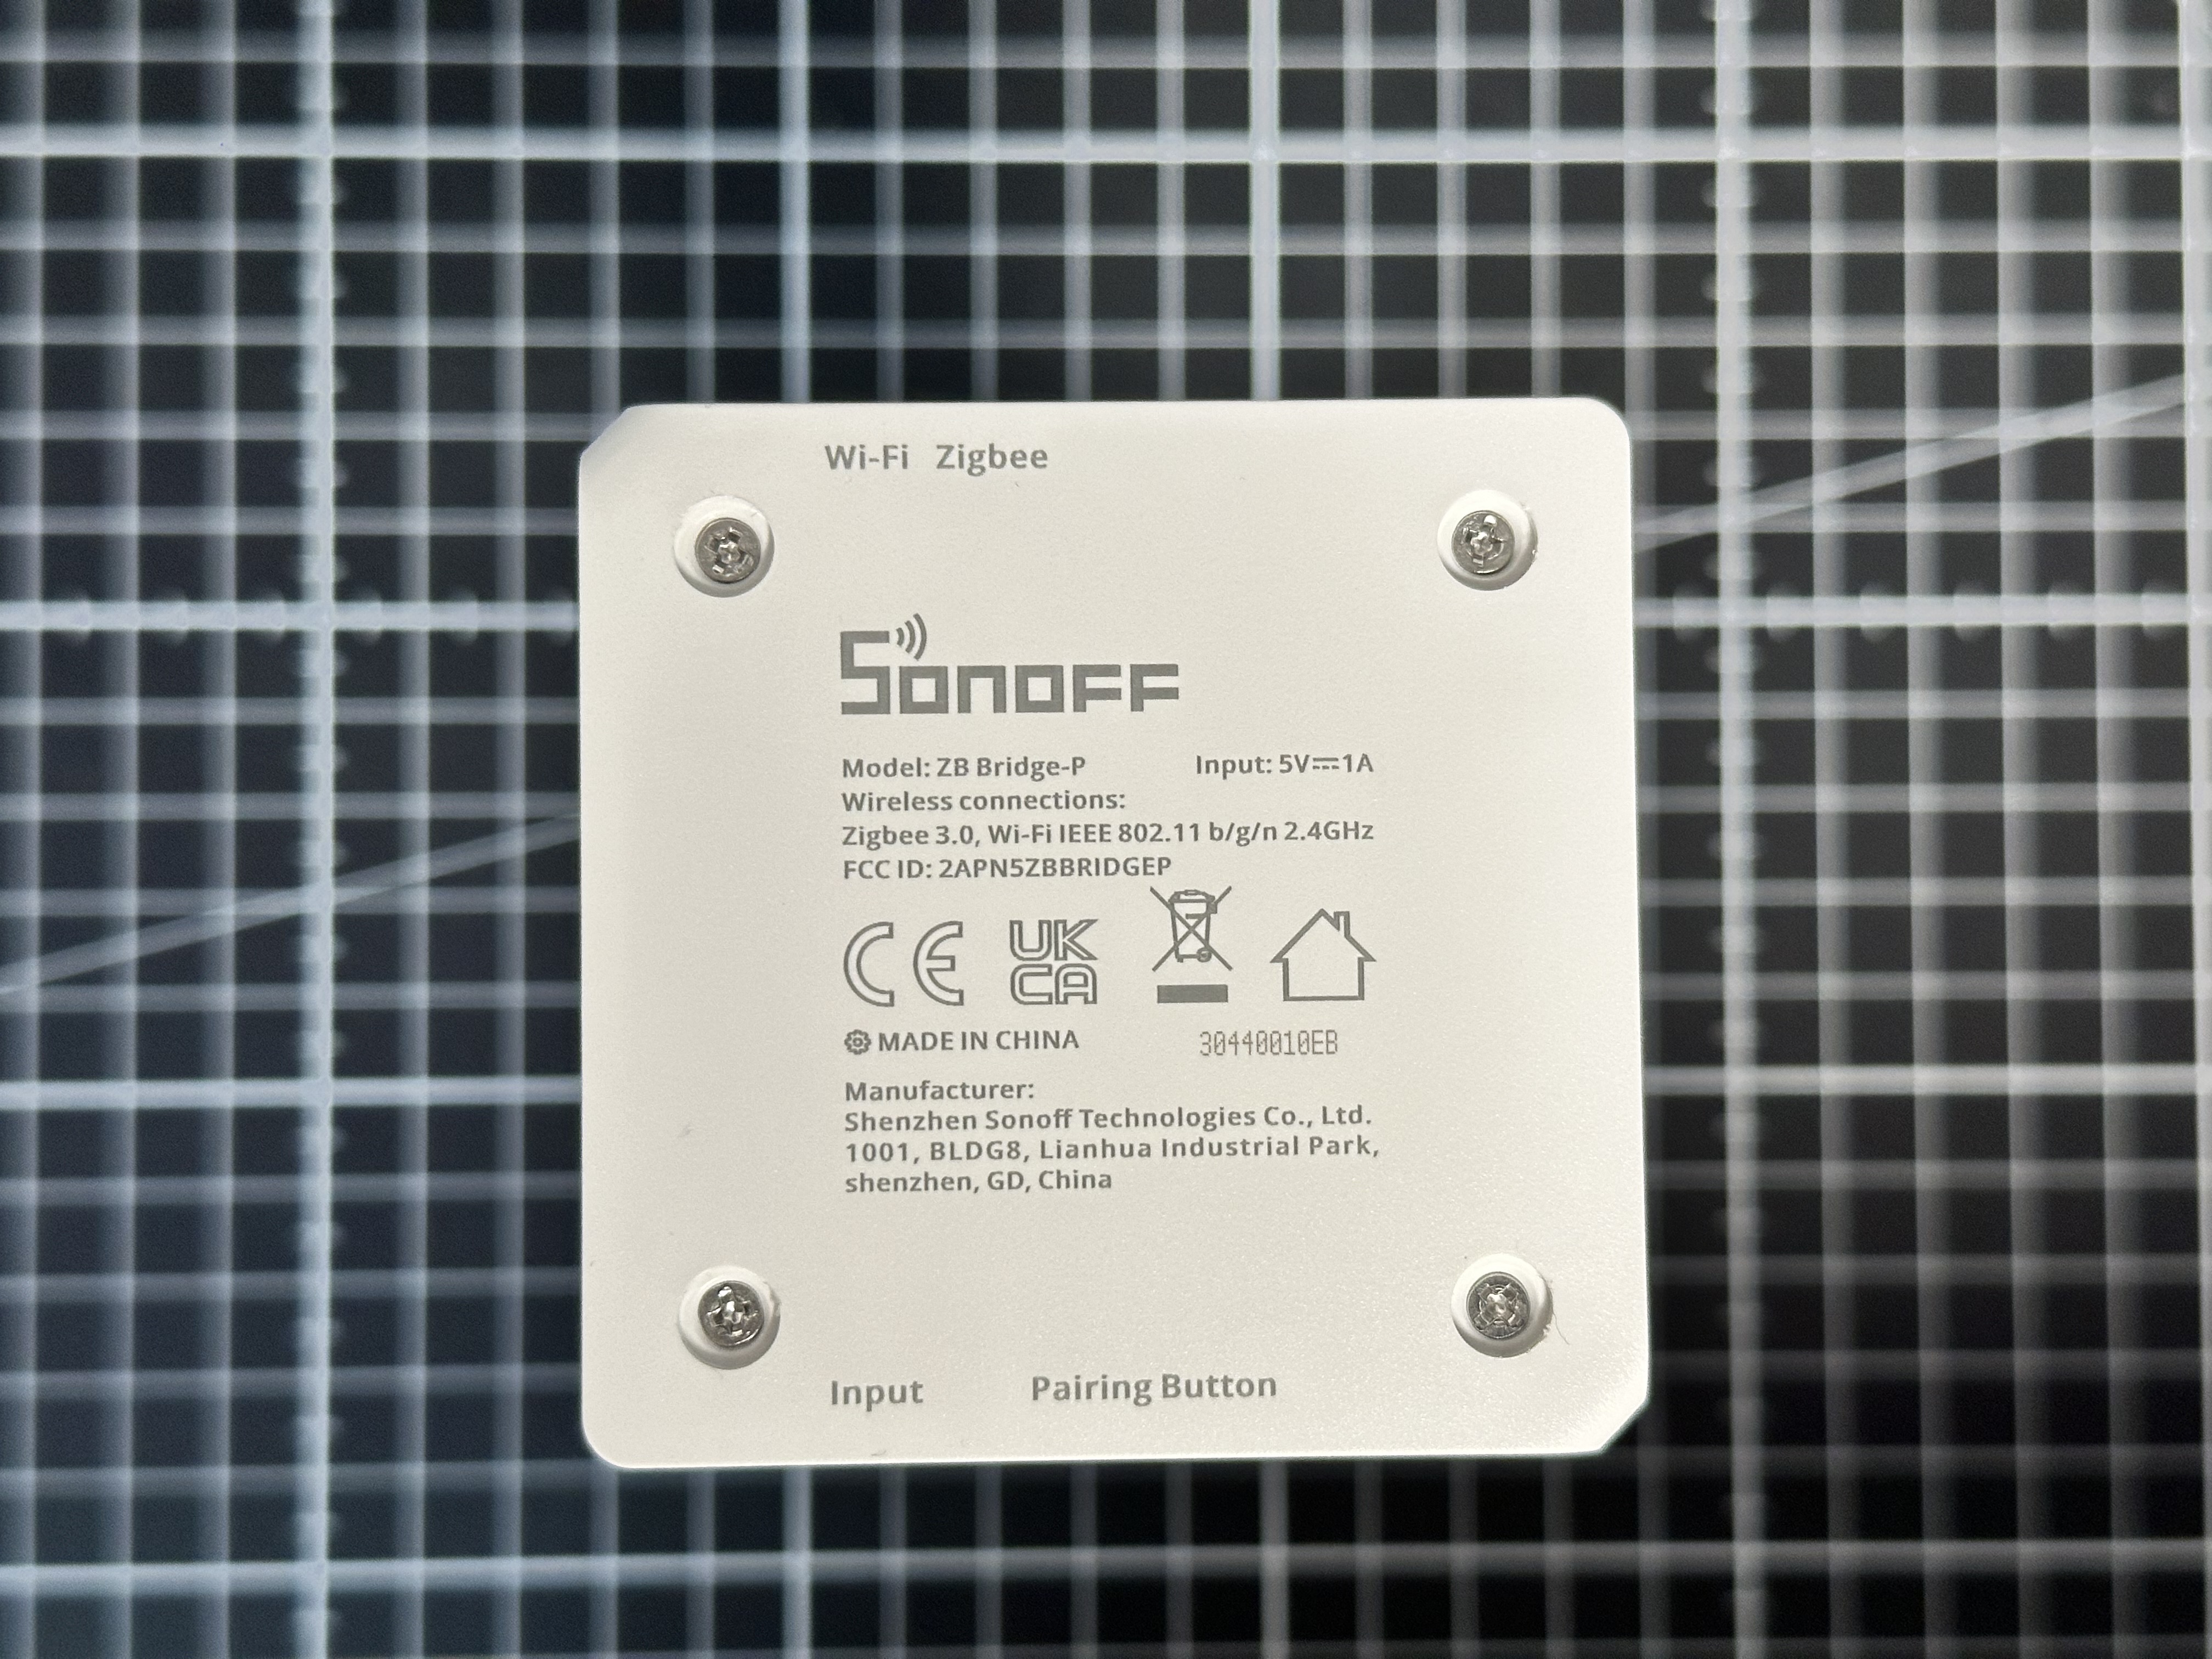 Wi-Fi Zigbee
SONOFF
Model: ZB Bridge-P Input: 5V⎓1A
Wireless connections:
Zigbee 3.0, Wi-Fi IEEE 802.11 b/g/n 2.4GHz
FCC ID: 2APN5ZBBRIDGEP
CE UK CA
MADE IN CHINA 30440010EB
Manufacturer:
Shenzhen Sonoff Technologies Co., Ltd.
1001, BLDG8, Lianhua Industrial Park,
shenzhen, GD, China
Input Pairing Button